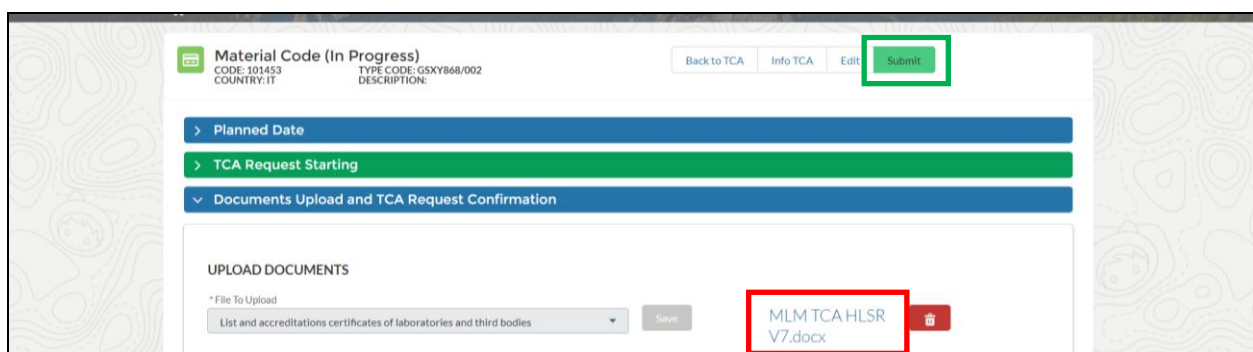 Material Code (In Progress)
CODE: 101453 TYPE CODE: GSXY868/002
COUNTRY: IT DESCRIPTION:
Back to TCA Info TCA Edit Submit
Planned Date
TCA Request Starting
Documents Upload and TCA Request Confirmation
UPLOAD DOCUMENTS
*File To Upload
List and accreditations certificates of laboratories and third bodies Save MLM TCA HLSR
V7.docx